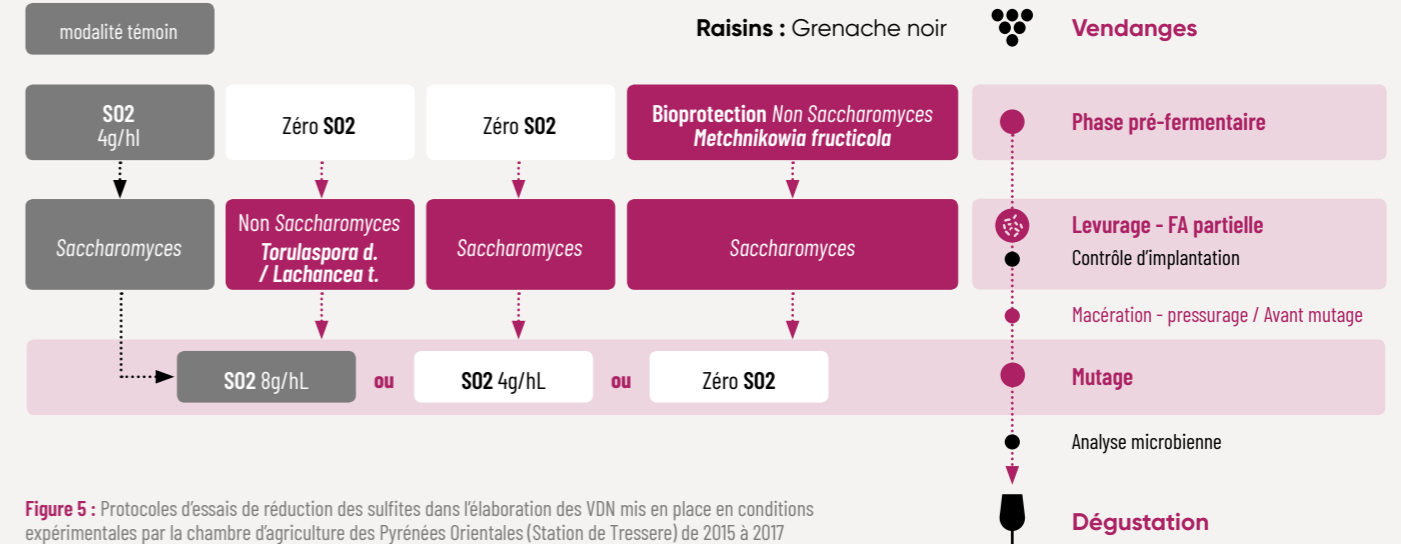 modalité témoin
Raisins : Grenache noir
Vendanges
SO2
4g/hl
Zéro SO2
Zéro SO2
Bioprotection Non Saccharomyces
Metchnikowia fructicola
Phase pré-fermentaire
Saccharomyces
Non Saccharomyces
Torulaspora d.
/ Lachancea t.
Saccharomyces
Saccharomyces
Levurage - FA partielle
Contrôle d'implantation
Macération - pressurage / Avant mutage
SO2 8g/hL
ou
SO2 4g/hL
ou
Zéro SO2
Mutage
Analyse microbienne
Figure 5 : Protocoles d'essais de réduction des sulfites dans l'élaboration des VDN mis en place en conditions
expérimentales par la chambre d'agriculture des Pyrénées Orientales (Station de Tressere) de 2015 à 2017
Dégustation